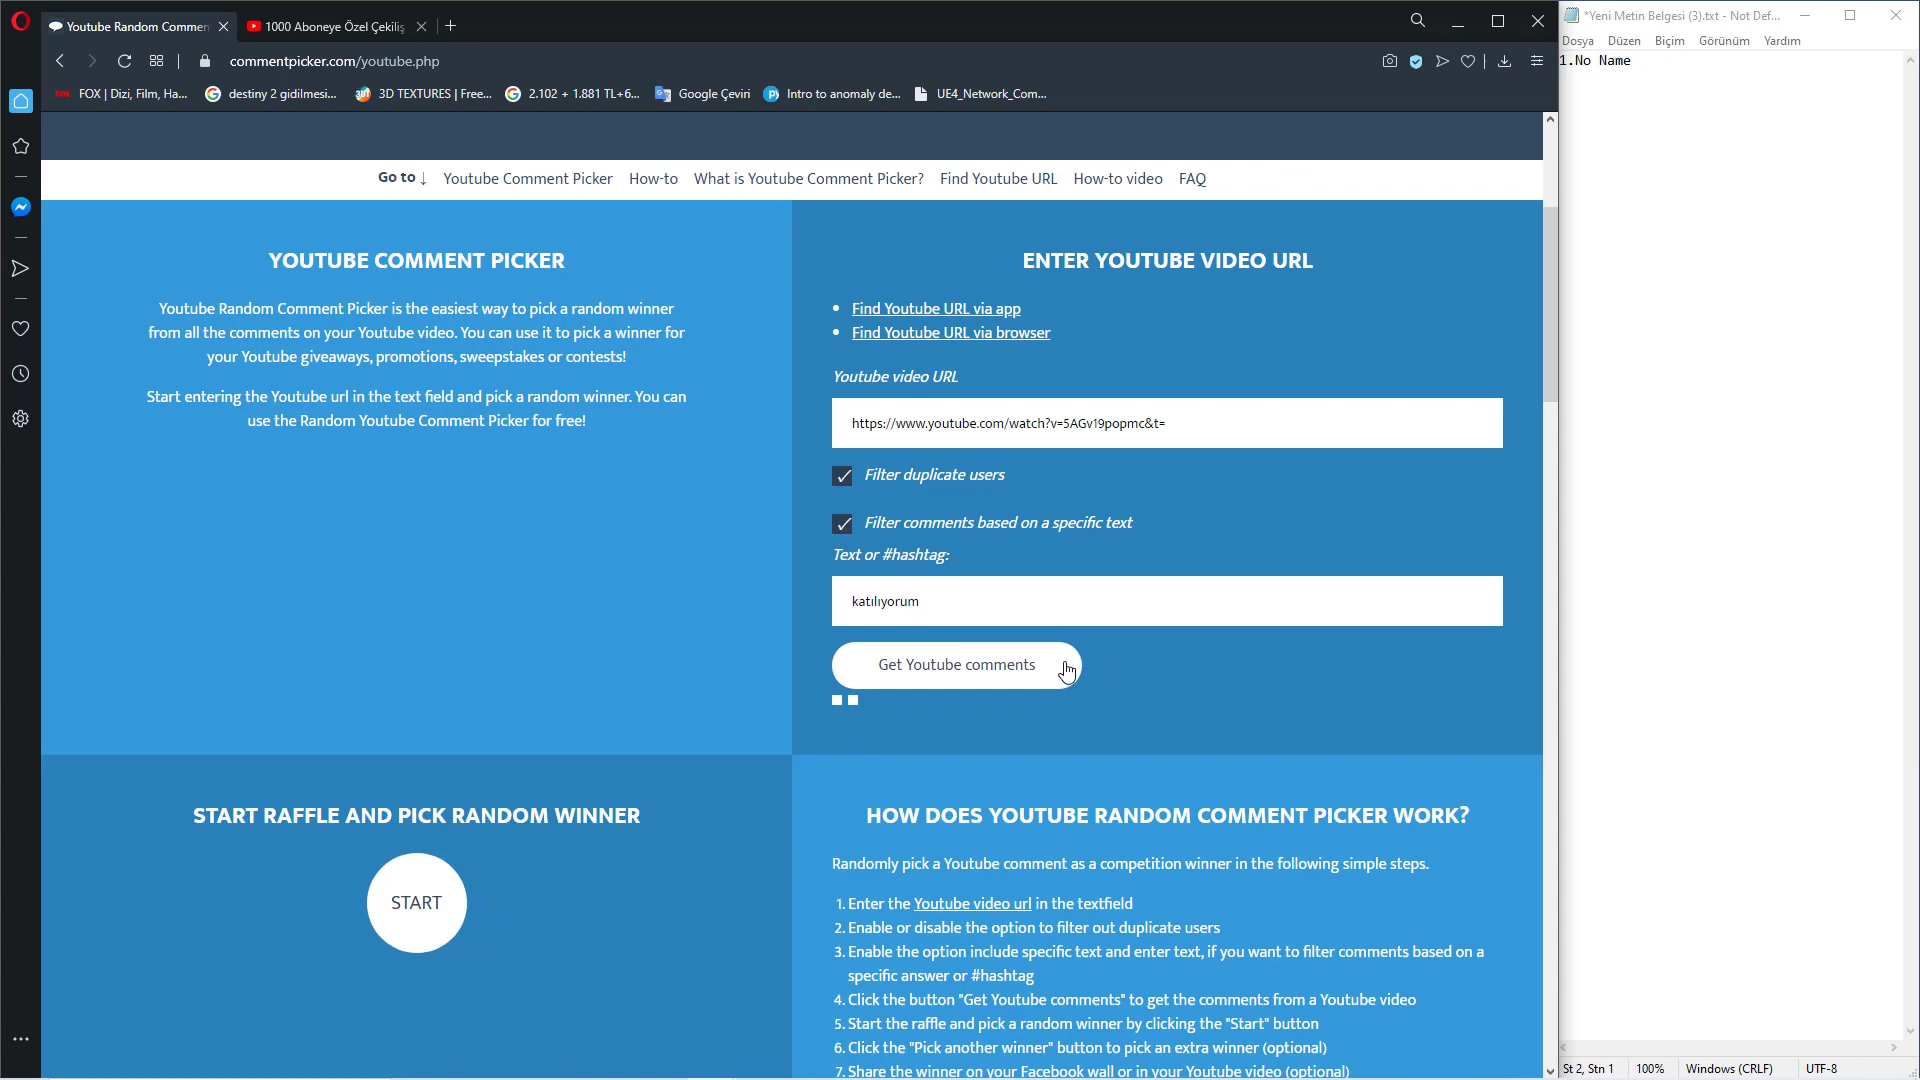 Youtube Random Commen
1000 Aboneye Özel Çekiliş
commentpicker.com/youtube.php
FOX | Dizi, Film, Ha...
destiny 2 gidilmesi...
3D TEXTURES | Free...
2.102 + 1.881 TL+6...
Google Çeviri
Intro to anomaly de...
UE4_Network_Com...
Go to ↓ Youtube Comment Picker How-to What is Youtube Comment Picker? Find Youtube URL How-to video FAQ
YOUTUBE COMMENT PICKER
Youtube Random Comment Picker is the easiest way to pick a random winner
from all the comments on your Youtube video. You can use it to pick a winner for
your Youtube giveaways, promotions, sweepstakes or contests!
Start entering the Youtube url in the text field and pick a random winner. You can
use the Random Youtube Comment Picker for free!
ENTER YOUTUBE VIDEO URL
Find Youtube URL via app
Find Youtube URL via browser
Youtube video URL
https://www.youtube.com/watch?v=5AGv19popmc&t=
Filter duplicate users
Filter comments based on a specific text
Text or #hashtag:
katılıyorum
Get Youtube comments
START RAFFLE AND PICK RANDOM WINNER
START
HOW DOES YOUTUBE RANDOM COMMENT PICKER WORK?
Randomly pick a Youtube comment as a competition winner in the following simple steps.
1. Enter the Youtube video url in the textfield
2. Enable or disable the option to filter out duplicate users
3. Enable the option include specific text and enter text, if you want to filter comments based on a
specific answer or #hashtag
4. Click the button "Get Youtube comments" to get the comments from a Youtube video
5. Start the raffle and pick a random winner by clicking the "Start" button
6. Click the "Pick another winner" button to pick an extra winner (optional)
7. Share the winner on your Facebook wall or in your Youtube video (optional)
*Yeni Metin Belgesi (3).txt - Not Def...
Dosya Düzen Biçim Görünüm Yardım
1.No Name
St 2, Stn 1 100% Windows (CRLF) UTF-8